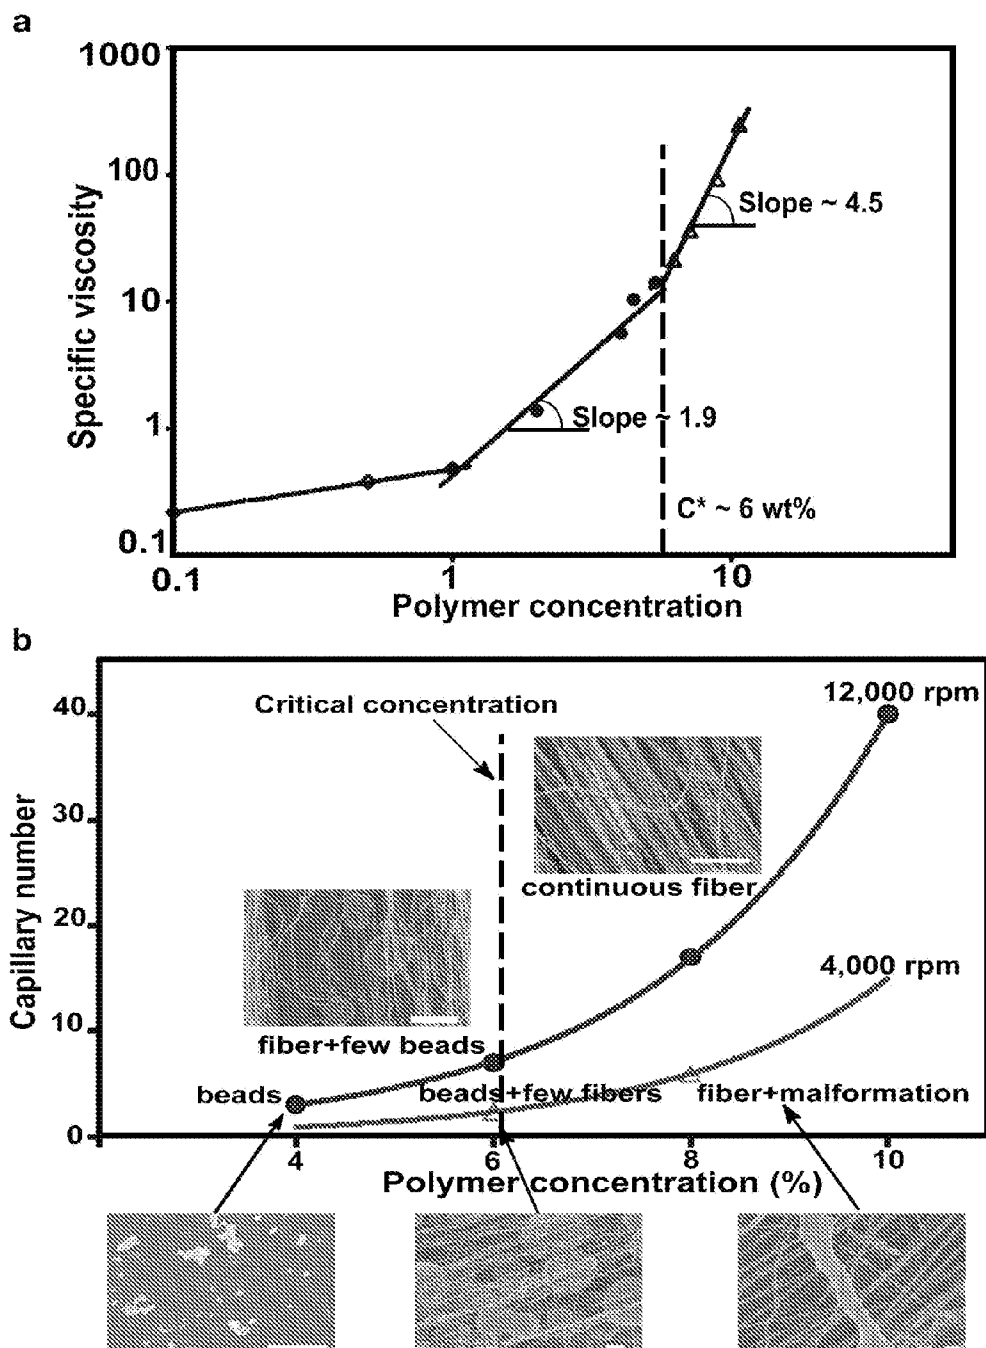 a
1000
100
10
1
0.1
Specific viscosity
Slope ~ 4.5
Slope ~ 1.9
C* ~ 6 wt%
0.1
1
10
Polymer concentration
b
40
30
20
10
0
Capillary number
Critical concentration
12,000 rpm
continuous fiber
4,000 rpm
fiber+few beads
beads
beads+few fibers
fiber+malformation
4
6
8
10
Polymer concentration (%)